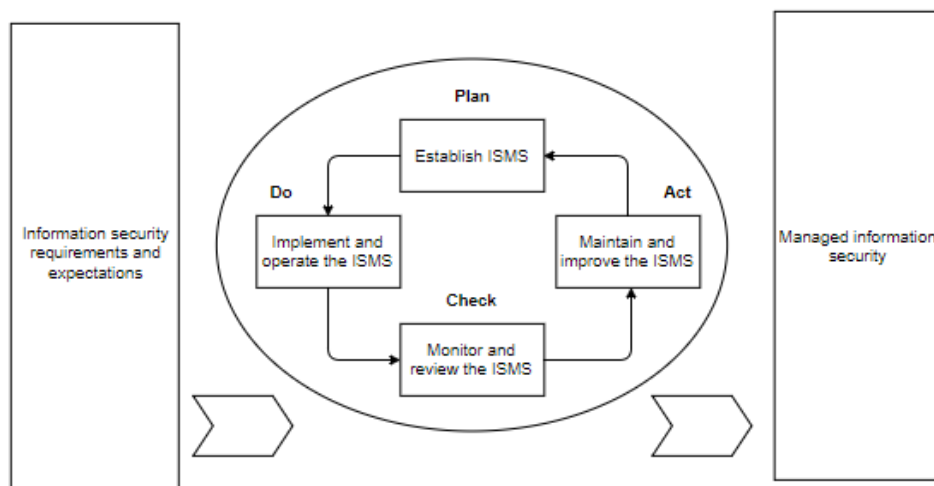 Plan
Establish ISMS
Do
Act
Information security
requirements and
expectations
Implement and
operate the ISMS
Maintain and
improve the ISMS
Managed information
security
Check
Monitor and
review the ISMS